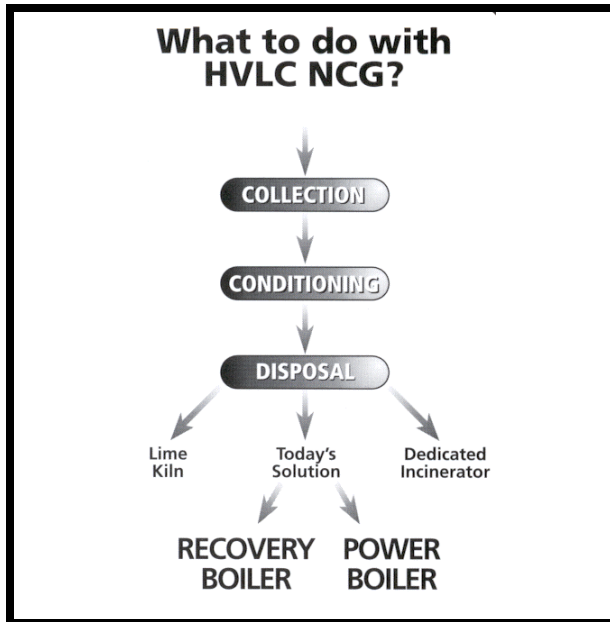 What to do with
HVLC NCG?
COLLECTION
CONDITIONING
DISPOSAL
Lime
Kiln
Today's
Solution
Dedicated
Incinerator
RECOVERY
BOILER
POWER
BOILER